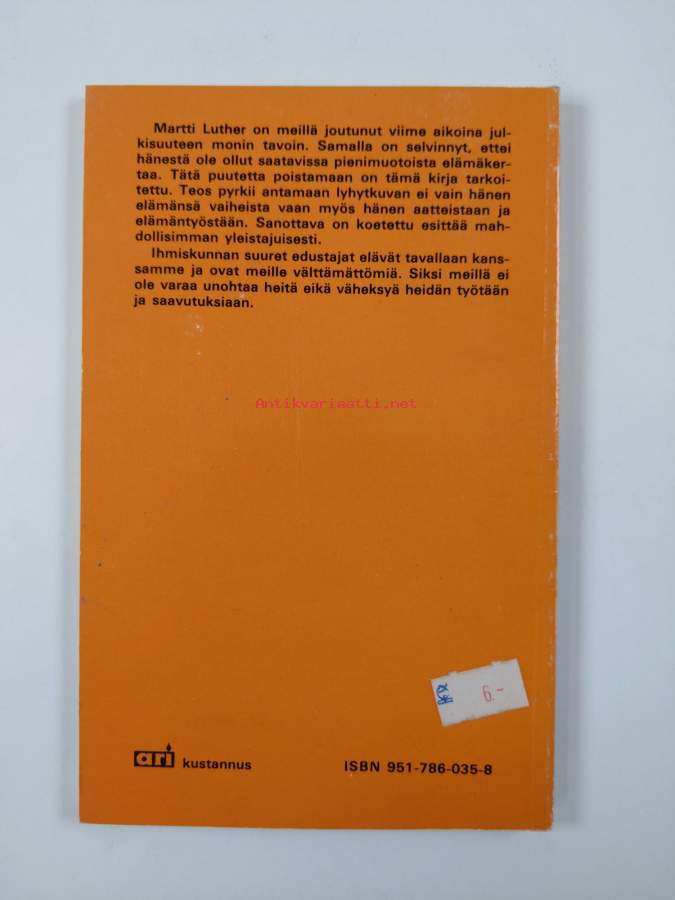 Martti Luther on meillä joutunut viime aikoina jul-
kisuuteen monin tavoin. Samalla on selvinnyt, ettei
hänestä ole ollut saatavissa pienimuotoista elämäker-
taa. Tätä puutetta poistamaan on tämä kirja tarkoi-
tettu. Teos pyrkii antamaan lyhytkuvan ei vain hänen
elämänsä vaiheista vaan myös hänen aatteistaan ja
elämäntyöstään. Sanottava on koetettu esittää mah-
dollisimman yleistajuisesti.
Ihmiskunnan suuret edustajat elävät tavallaan kans-
samme ja ovat meille välttämättömiä. Siksi meillä ei
ole varaa unohtaa heitä eikä väheksyä heidän työtään
ja saavutuksiaan.
Antikvariaatti.net
6.-
ari kustannus
ISBN 951-786-035-8